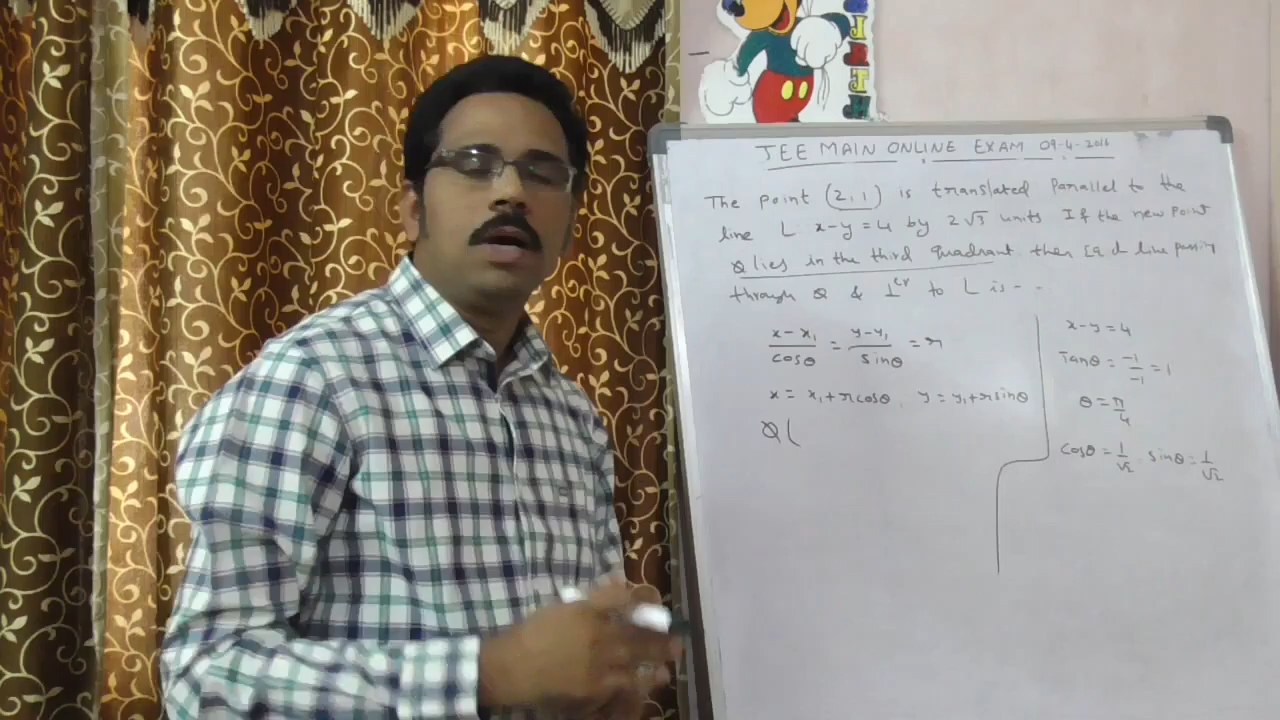 JEE MAIN ONLINE EXAM 09-4-2016
The point (2,1) is translated Parallel to the
line L x-y=4 by 2√3 units If the new point
Q lies in the third quadrant then Eq of line passing
through Q & ⊥cr to L is - -
(x-x₁)/cosθ = (y-y₁)/sinθ = r
x = x₁+rcosθ, y = y₁+rsinθ
Q(
x-y=4
Tanθ = -1/-1 = 1
θ = π/4
cosθ = 1/√2, sinθ = 1/√2